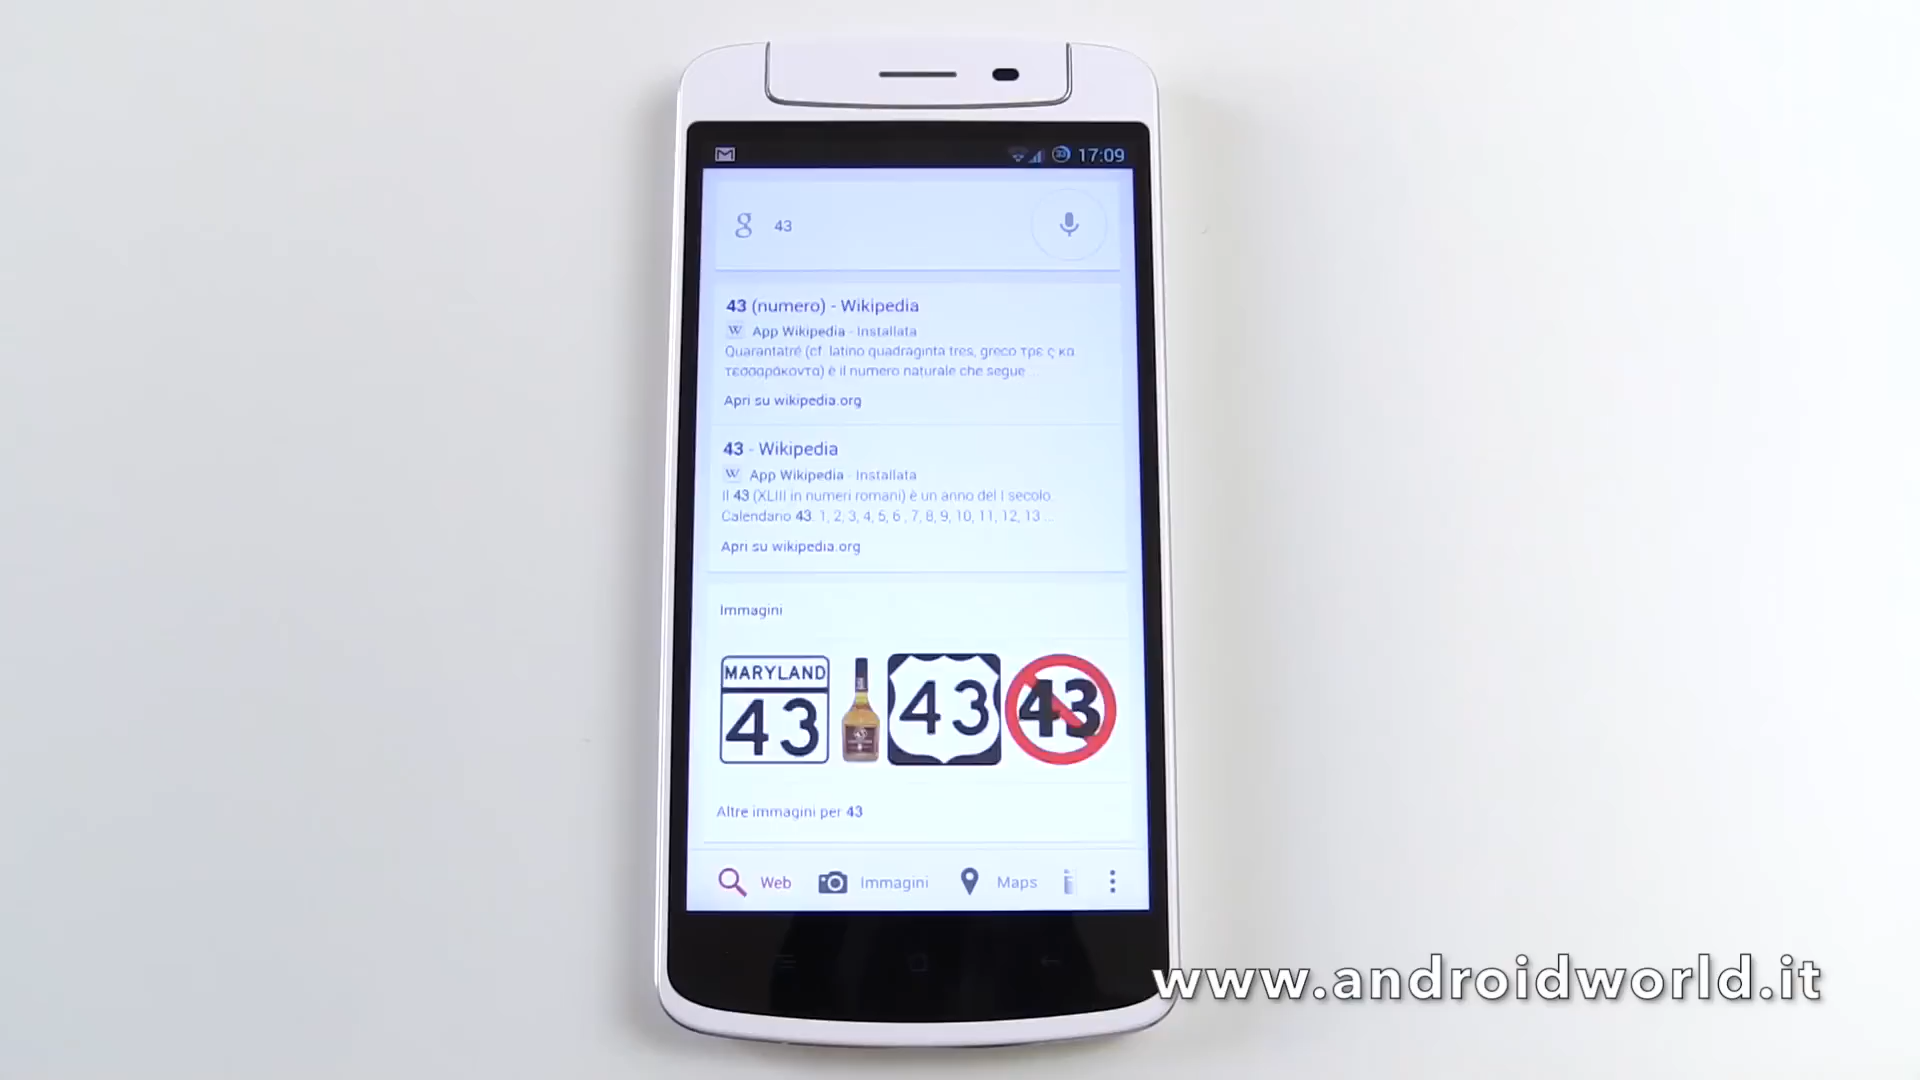 17:09
g 43
43 (numero) - Wikipedia
W App Wikipedia - Installata
Quarantatré (cf. latino quadraginta tres, greco τρε ς κα
τεσσαράκοντα) è il numero naturale che segue ...
Apri su wikipedia.org
43 - Wikipedia
W App Wikipedia - Installata
Il 43 (XLIII in numeri romani) è un anno del I secolo
Calendario 43. 1, 2, 3, 4, 5, 6 , 7, 8, 9, 10, 11, 12, 13 ...
Apri su wikipedia.org
Immagini
MARYLAND
43
43
43
Altre immagini per 43
Web Immagini Maps
www.androidworld.it